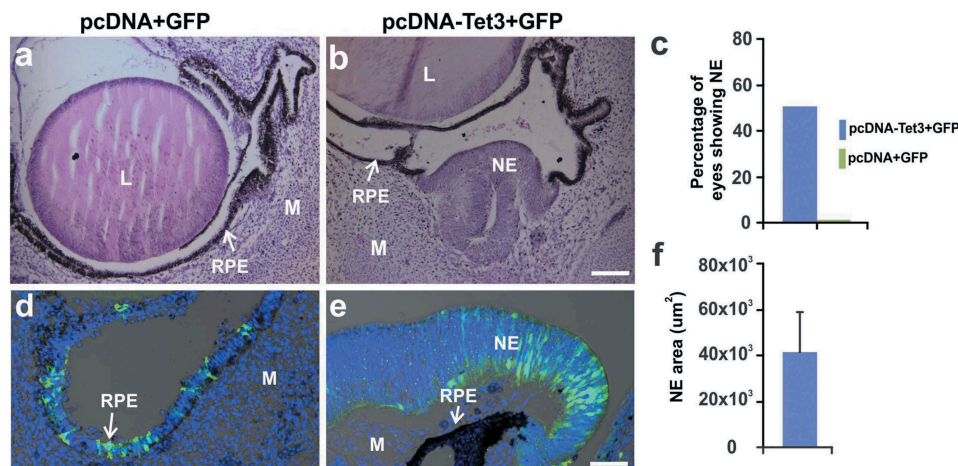 pcDNA+GFP
pcDNA-Tet3+GFP
a
L
M
RPE
b
L
NE
RPE
M
c
Percentage of
eyes showing NE
80
60
40
20
0
pcDNA-Tet3+GFP
pcDNA+GFP
d
RPE
M
e
NE
RPE
M
f
NE area (um²)
80x10³
60x10³
40x10³
20x10³
0